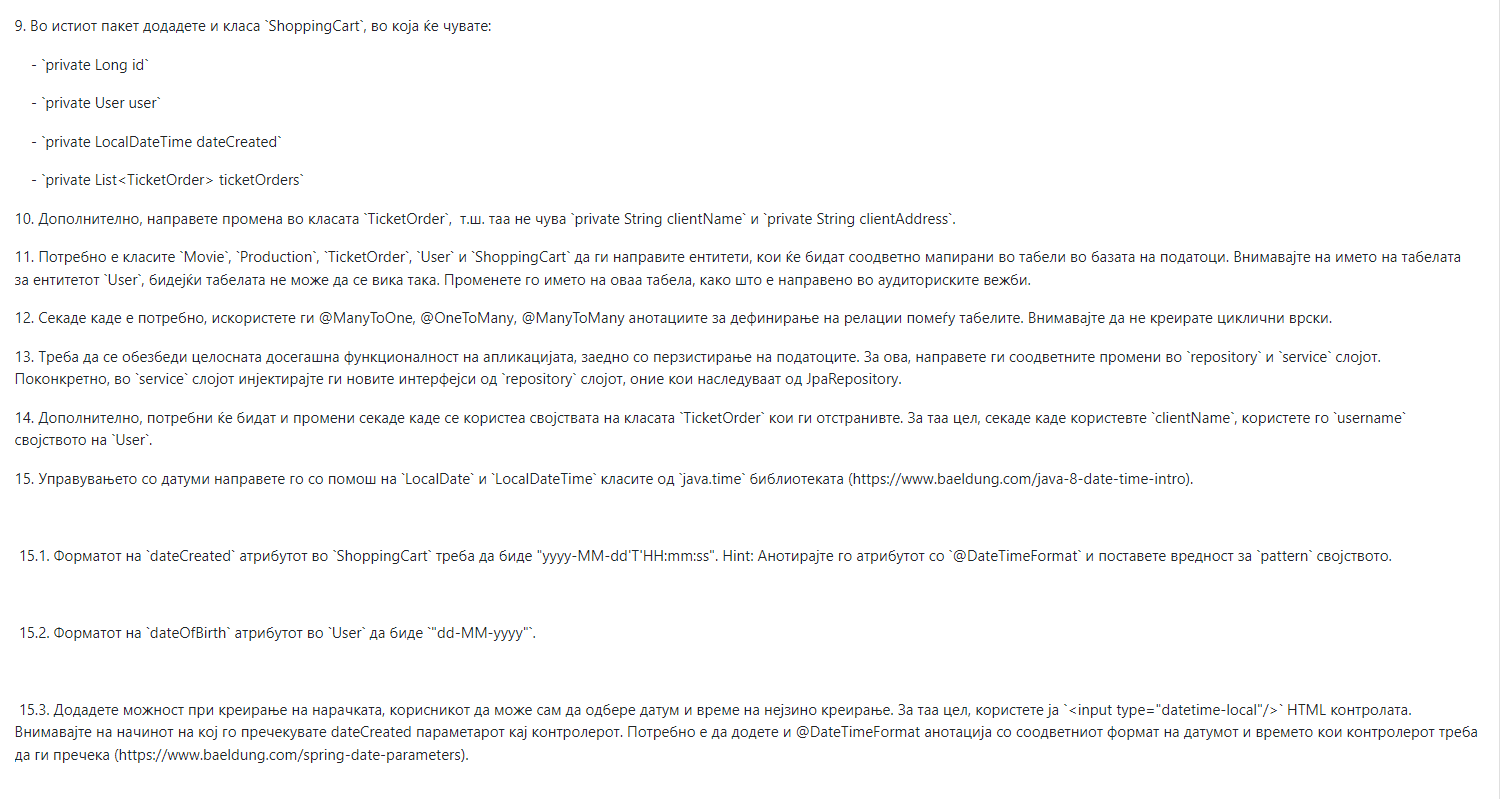 9. Во истиот пакет додадете и класа `ShoppingCart`, во која ќе чувате:
- `private Long id`
- `private User user`
- `private LocalDateTime dateCreated`
- `private List<TicketOrder> ticketOrders`
10. Дополнително, направете промена во класата `TicketOrder`, т.ш. таа не чува `private String clientName` и `private String clientAddress`.
11. Потребно е класите `Movie`, `Production`, `TicketOrder`, `User` и `ShoppingCart` да ги направите ентитети, кои ќе бидат соодветно мапирани во табели во базата на податоци. Внимавајте на името на табелата
за ентитетот `User`, бидејќи табелата не може да се вика така. Променете го името на оваа табела, како што е направено во аудиториските вежби.
12. Секаде каде е потребно, искористете ги @ManyToOne, @OneToMany, @ManyToMany анотациите за дефинирање на релации помеѓу табелите. Внимавајте да не креирате циклични врски.
13. Треба да се обезбеди целосната досегашна функционалност на апликацијата, заедно со перзистирање на податоците. За ова, направете ги соодветните промени во `repository` и `service` слојот.
Поконкретно, во `service` слојот инјектирајте ги новите интерфејси од `repository` слојот, оние кои наследуваат од JpaRepository.
14. Дополнително, потребни ќе бидат и промени секаде каде се користеа својствата на класата `TicketOrder` кои ги отстранивте. За таа цел, секаде каде користевте `clientName`, користете го `username`
својството на `User`.
15. Управувањето со датуми направете го со помош на `LocalDate` и `LocalDateTime` класите од `java.time` библиотеката (https://www.baeldung.com/java-8-date-time-intro).
15.1. Форматот на `dateCreated` атрибутот во `ShoppingCart` треба да биде "yyyy-MM-dd'T'HH:mm:ss". Hint: Анотирајте го атрибутот со `@DateTimeFormat` и поставете вредност за `pattern` својството.
15.2. Форматот на `dateOfBirth` атрибутот во `User` да биде `"dd-MM-yyyy"`.
15.3. Додадете можност при креирање на нарачката, корисникот да може сам да одбере датум и време на нејзино креирање. За таа цел, користете ја `<input type="datetime-local"/>` HTML контролата.
Внимавајте на начинот на кој го пречекувате dateCreated параметарот кај контролерот. Потребно е да додете и @DateTimeFormat анотација со соодветниот формат на датумот и времето кои контролерот треба
да ги пречека (https://www.baeldung.com/spring-date-parameters).